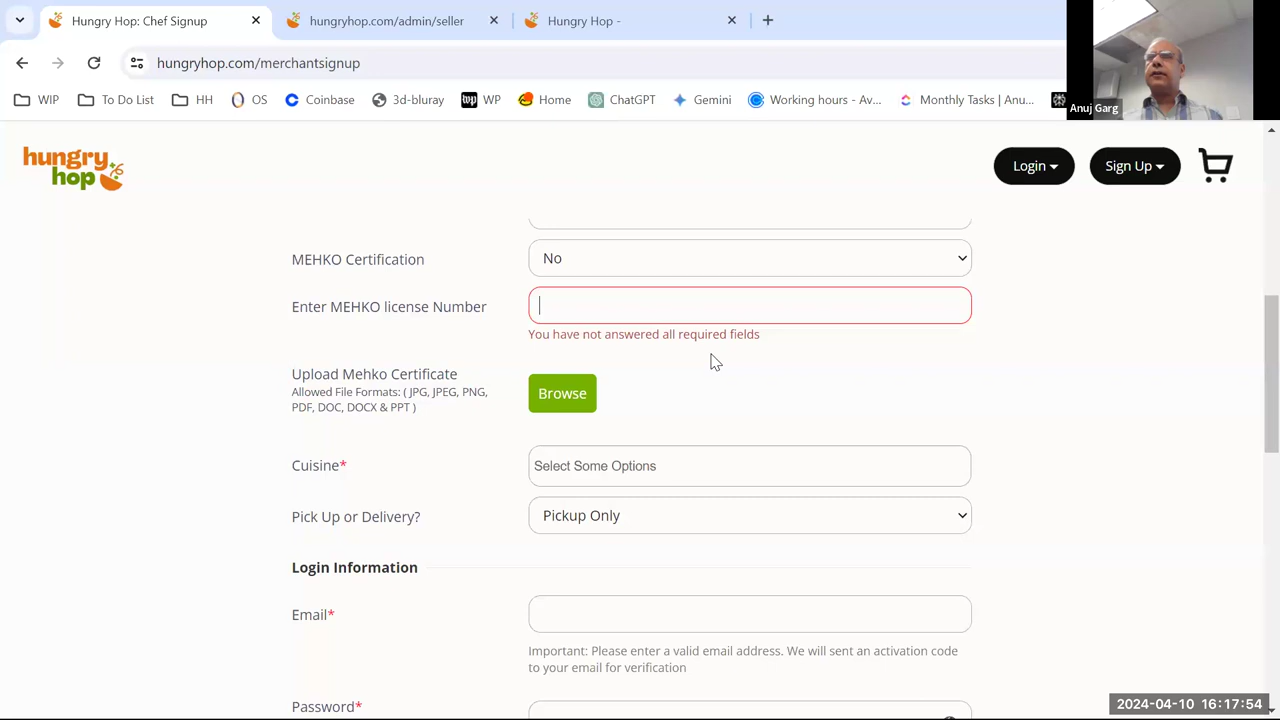 Hungry Hop: Chef Signup
hungryhop.com/admin/seller
Hungry Hop -
hungryhop.com/merchantsignup
WIP
To Do List
HH
OS
Coinbase
3d-bluray
wp WP
Home
ChatGPT
Gemini
Working hours - Av...
Monthly Tasks | Anu...
Anuj Garg
hungry
hop
Login
Sign Up
MEHKO Certification
No
Enter MEHKO license Number
You have not answered all required fields
Upload Mehko Certificate
Allowed File Formats: ( JPG, JPEG, PNG,
PDF, DOC, DOCX & PPT )
Browse
Cuisine*
Select Some Options
Pick Up or Delivery?
Pickup Only
Login Information
Email*
Important: Please enter a valid email address. We will sent an activation code
to your email for verification
Password*
2024-04-10 16:17:54